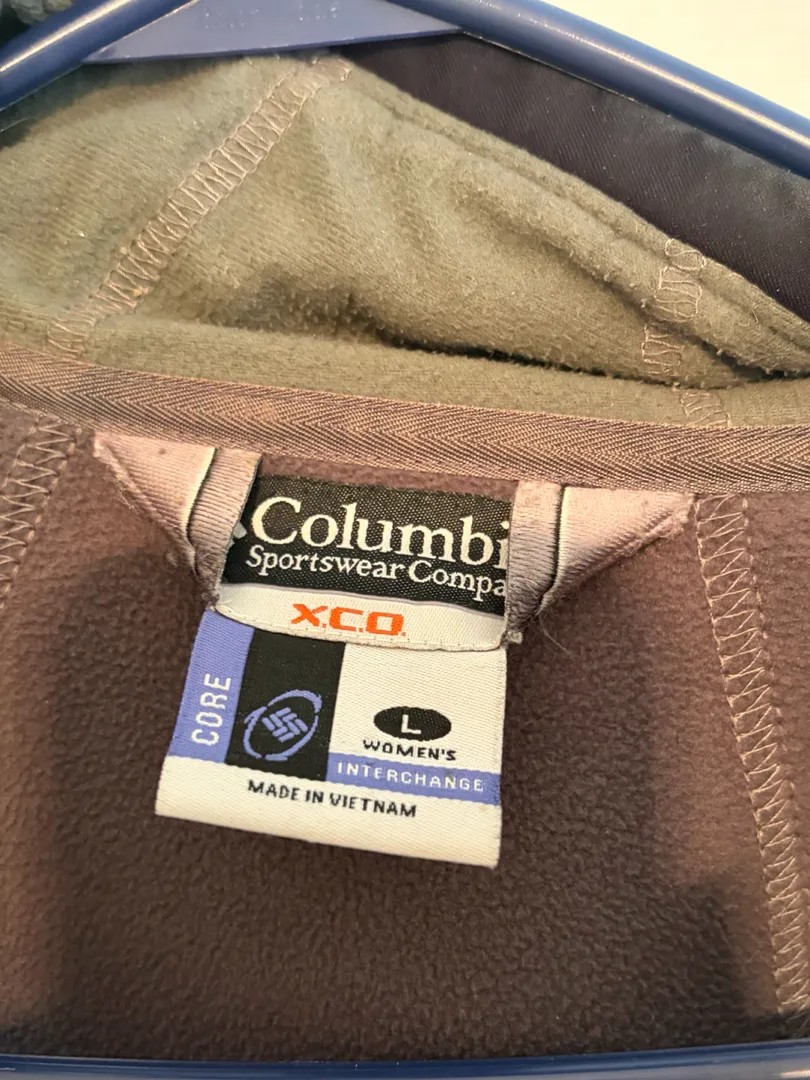 Columbi
Sportswear Compa
X.C.O.
CORE
L
WOMEN'S
INTERCHANGE
MADE IN VIETNAM